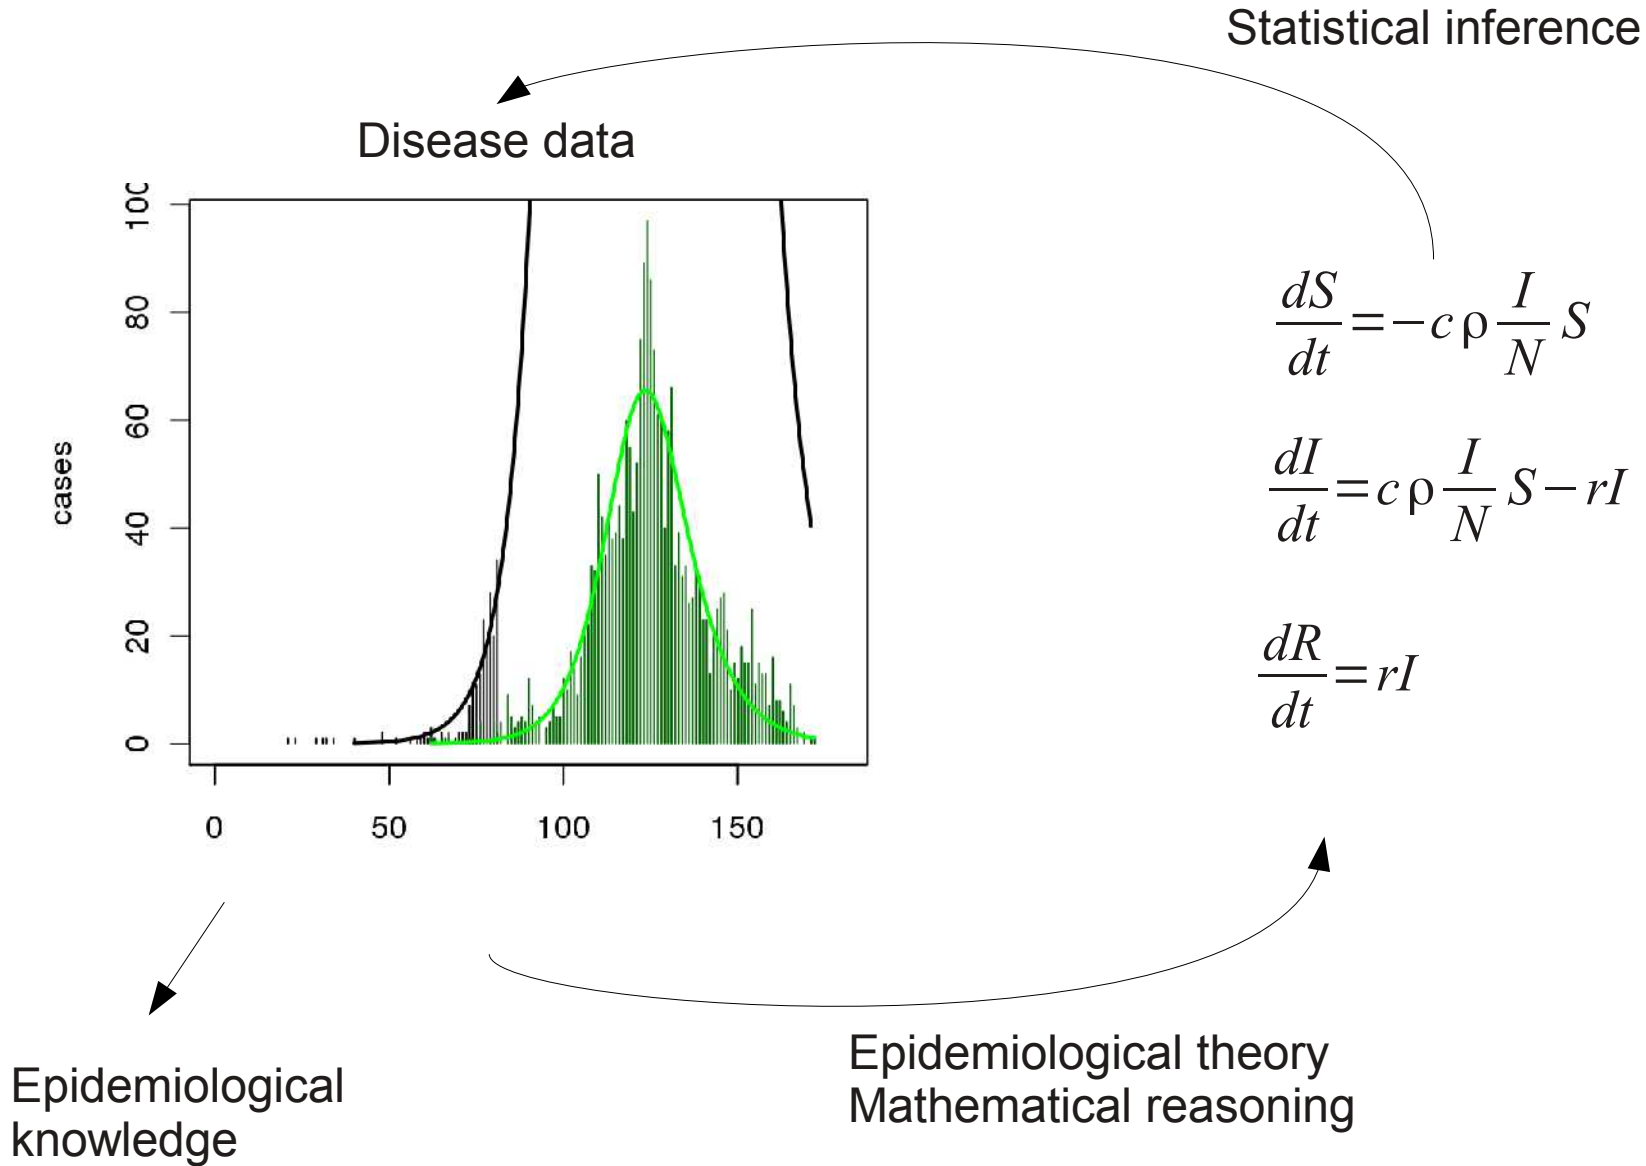 Statistical inference
Disease data
100
80
60
40
20
0
cases
0 50 100 150
dS/dt = −cρ I/N S
dI/dt = cρ I/N S − rI
dR/dt = rI
Epidemiological theory
Mathematical reasoning
Epidemiological
knowledge